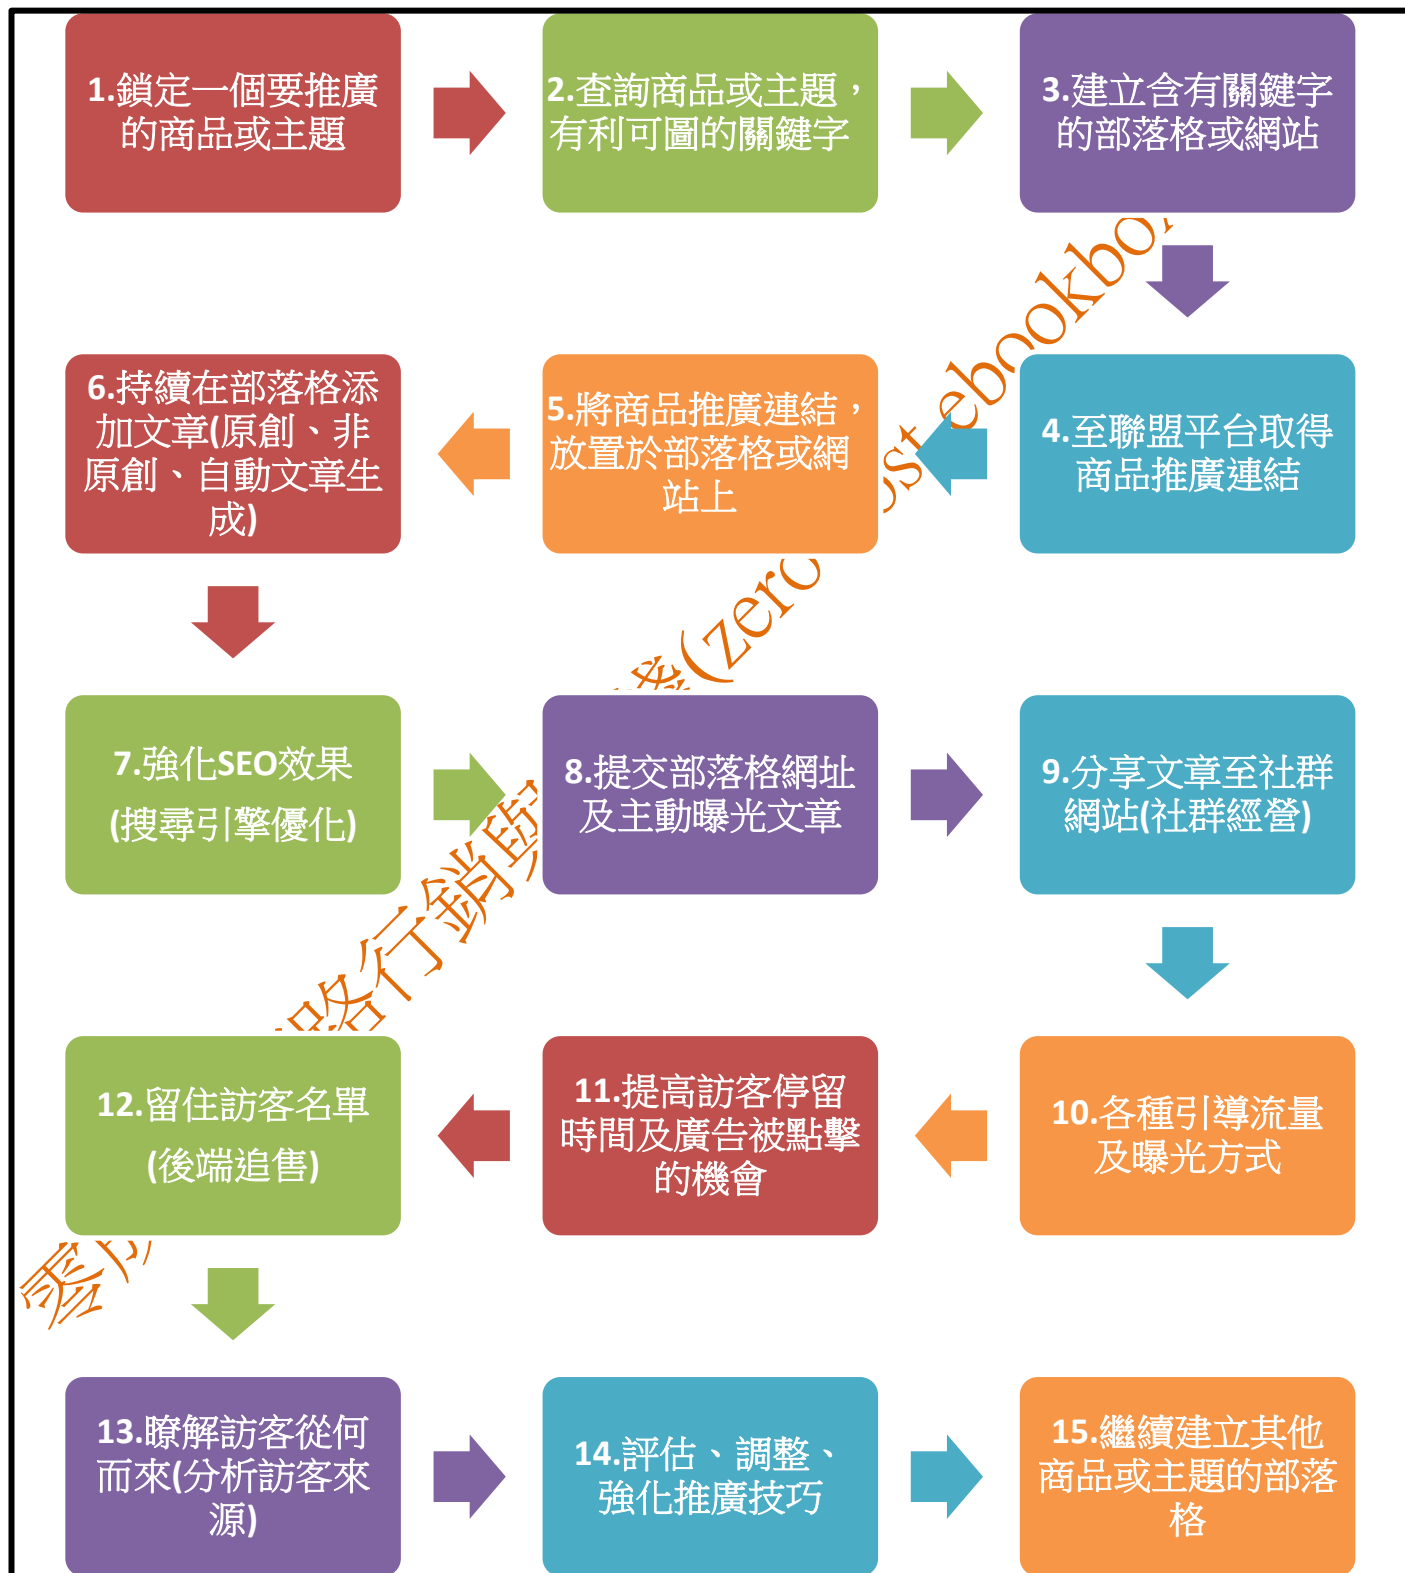 1.鎖定一個要推廣
的商品或主題
2.查詢商品或主題，
有利可圖的關鍵字
3.建立含有關鍵字
的部落格或網站
4.至聯盟平台取得
商品推廣連結
5.將商品推廣連結，
放置於部落格或網
站上
6.持續在部落格添
加文章(原創、非
原創、自動文章生
成)
7.強化SEO效果
(搜尋引擎優化)
8.提交部落格網址
及主動曝光文章
9.分享文章至社群
網站(社群經營)
10.各種引導流量
及曝光方式
11.提高訪客停留
時間及廣告被點擊
的機會
12.留住訪客名單
(後端追售)
13.瞭解訪客從何
而來(分析訪客來
源)
14.評估、調整、
強化推廣技巧
15.繼續建立其他
商品或主題的部落
格
零 路行銷與 (zero ebookbo